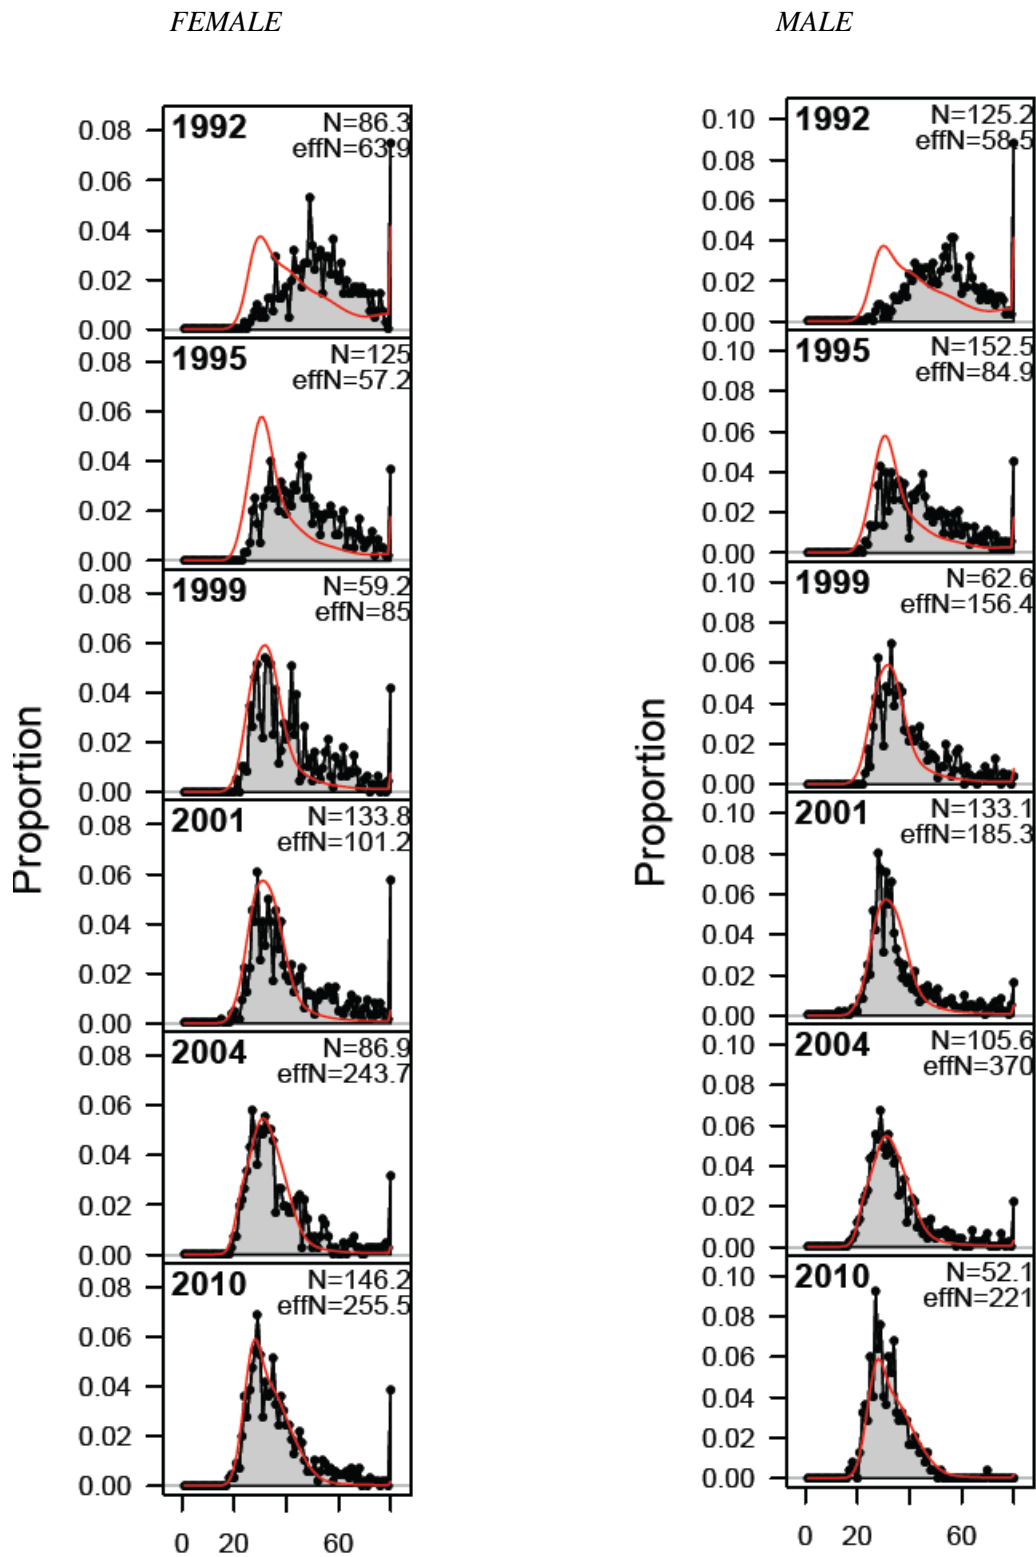 FEMALE
MALE
1992
N=86.3
effN=63.9
0.08
0.06
0.04
0.02
0.00
1995
N=125
effN=57.2
0.08
0.06
0.04
0.02
0.00
1999
N=59.2
effN=85
0.08
0.06
0.04
0.02
0.00
2001
N=133.8
effN=101.2
0.08
0.06
0.04
0.02
0.00
2004
N=86.9
effN=243.7
0.08
0.06
0.04
0.02
0.00
2010
N=146.2
effN=255.5
0.08
0.06
0.04
0.02
0.00
0 20 60
Proportion
1992
N=125.2
effN=58.5
0.10
0.08
0.06
0.04
0.02
0.00
1995
N=152.5
effN=84.9
0.10
0.08
0.06
0.04
0.02
0.00
1999
N=62.6
effN=156.4
0.10
0.08
0.06
0.04
0.02
0.00
2001
N=133.1
effN=185.3
0.10
0.08
0.06
0.04
0.02
0.00
2004
N=105.6
effN=370
0.10
0.08
0.06
0.04
0.02
0.00
2010
N=52.1
effN=221
0.10
0.08
0.06
0.04
0.02
0.00
0 20 60
Proportion